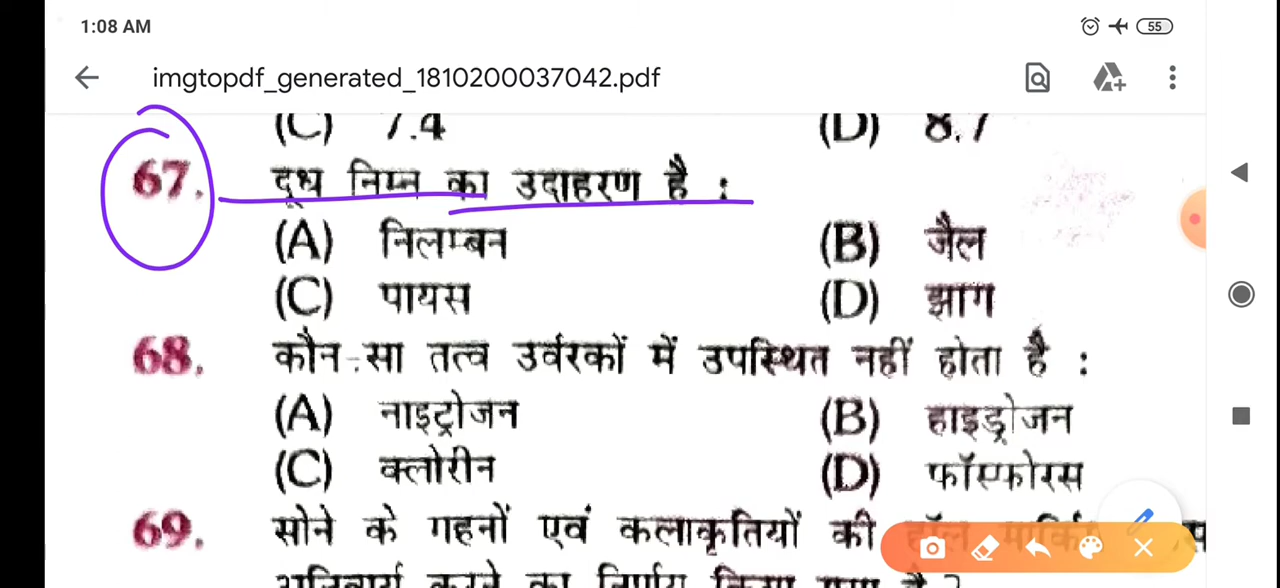 1:08 AM
55
imgtopdf_generated_1810200037042.pdf
(C) 7.4 (D) 8.7
67. दूध निम्न का उदाहरण है :
(A) निलम्बन (B) जैल
(C) पायस (D) झाग
68. कौन-सा तत्व उर्वरकों में उपस्थित नहीं होता है :
(A) नाइट्रोजन (B) हाइड्रोजन
(C) क्लोरीन (D) फॉस्फोरस
69. सोने के गहनों एवं कलाकृतियों की